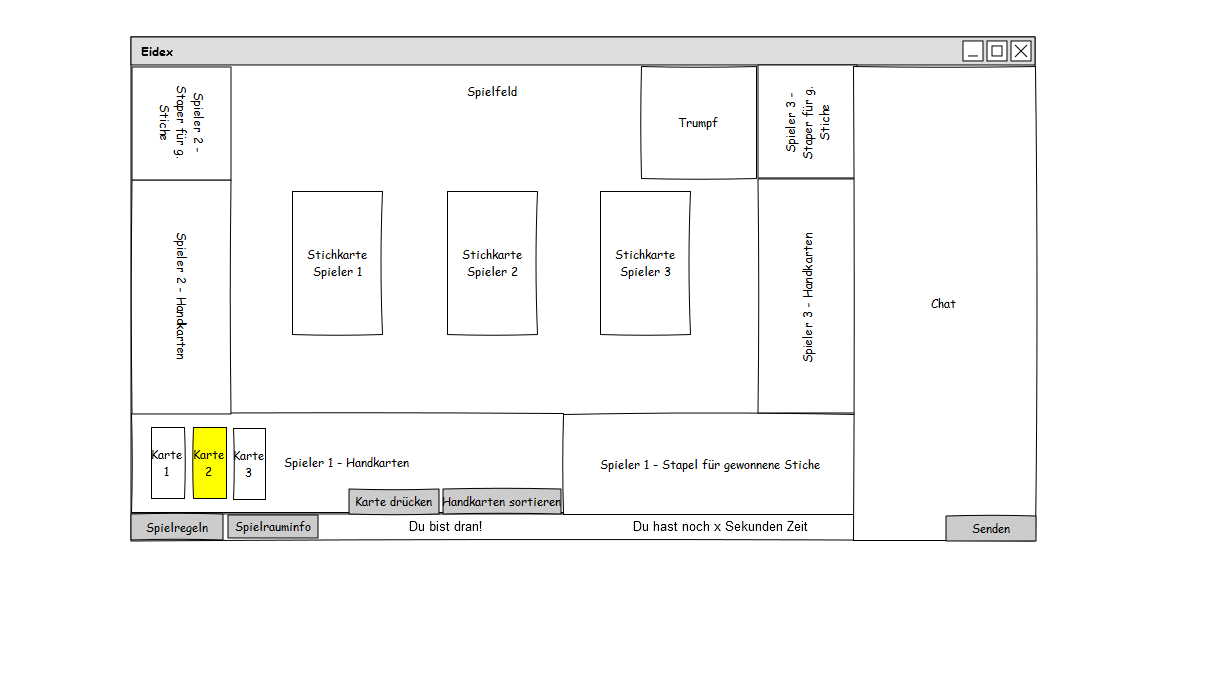 Eidex
Spieler 2 -
Staper für g.
Stiche
Spielfeld
Trumpf
Spieler 3 -
Staper für g.
Stiche
Spieler 2 - Handkarten
Stichkarte
Spieler 1
Stichkarte
Spieler 2
Stichkarte
Spieler 3
Spieler 3 - Handkarten
Chat
Karte
1
Karte
2
Karte
3
Spieler 1 - Handkarten
Spieler 1 - Stapel für gewonnene Stiche
Karte drücken
Handkarten sortieren
Spielregeln
Spielrauminfo
Du bist dran!
Du hast noch x Sekunden Zeit
Senden